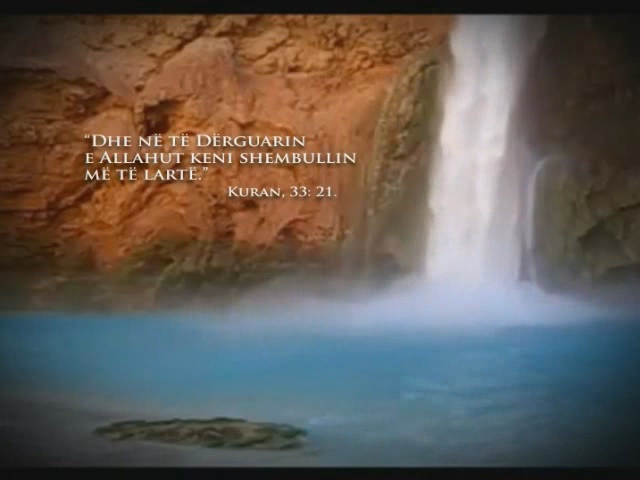 “Dhe në të Dërguarin
e Allahut keni shembullin
më të lartë.”
Kuran, 33: 21.